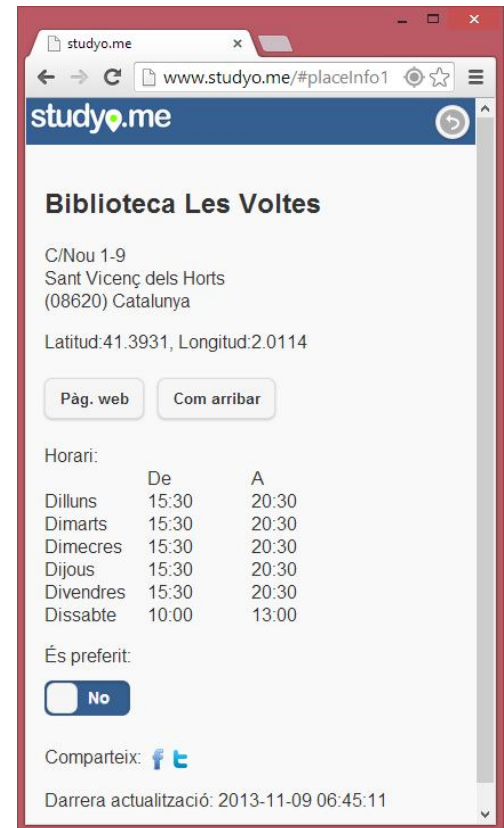 studyo.me
www.studyo.me/#placeInfo1
studyo.me
Biblioteca Les Voltes
C/Nou 1-9
Sant Vicenç dels Horts
(08620) Catalunya
Latitud:41.3931, Longitud:2.0114
Pàg. web Com arribar
Horari:
De A
Dilluns 15:30 20:30
Dimarts 15:30 20:30
Dimecres 15:30 20:30
Dijous 15:30 20:30
Divendres 15:30 20:30
Dissabte 10:00 13:00
És preferit:
No
Comparteix:
Darrera actualització: 2013-11-09 06:45:11